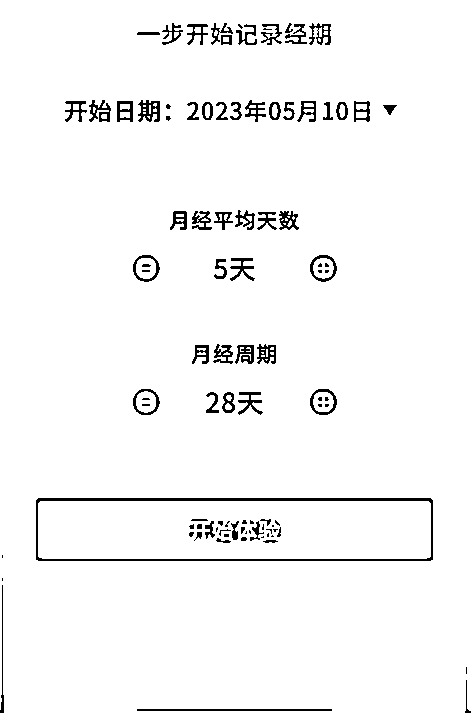 一步开始记录经期
开始日期：2023年05月10日
月经平均天数
5天
月经周期
28天
开始体验